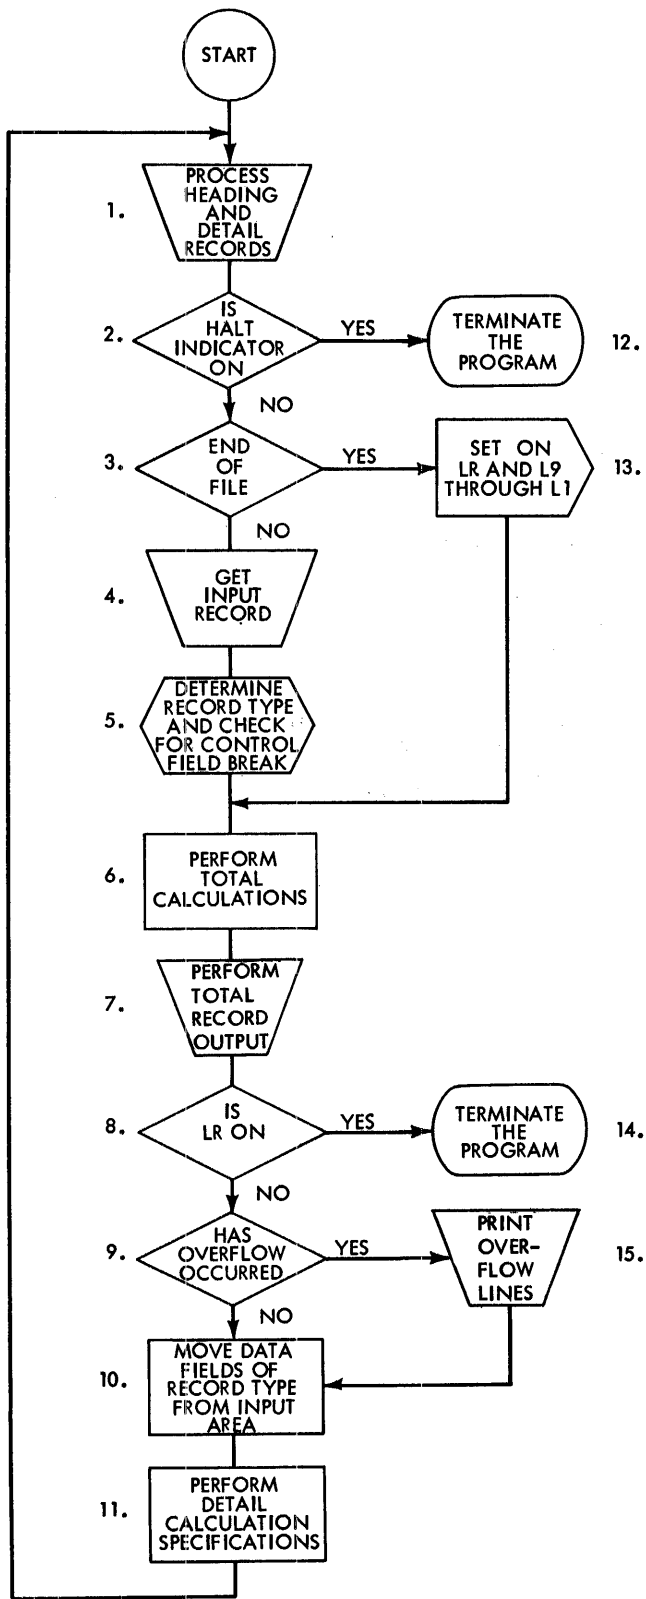 START
PROCESS
HEADING
AND
DETAIL
RECORDS
1.
IS
HALT
INDICATOR
ON
2.
YES
TERMINATE
THE
PROGRAM
12.
NO
END
OF
FILE
3.
YES
SET ON
LR AND L9
THROUGH L1
13.
NO
GET
INPUT
RECORD
4.
DETERMINE
RECORD TYPE
AND CHECK
FOR CONTROL
FIELD BREAK
5.
PERFORM
TOTAL
CALCULATIONS
6.
PERFORM
TOTAL
RECORD
OUTPUT
7.
IS
LR ON
8.
YES
TERMINATE
THE
PROGRAM
14.
NO
HAS
OVERFLOW
OCCURRED
9.
YES
PRINT
OVER-
FLOW
LINES
15.
NO
MOVE DATA
FIELDS OF
RECORD TYPE
FROM INPUT
AREA
10.
PERFORM
DETAIL
CALCULATION
SPECIFICATIONS
11.